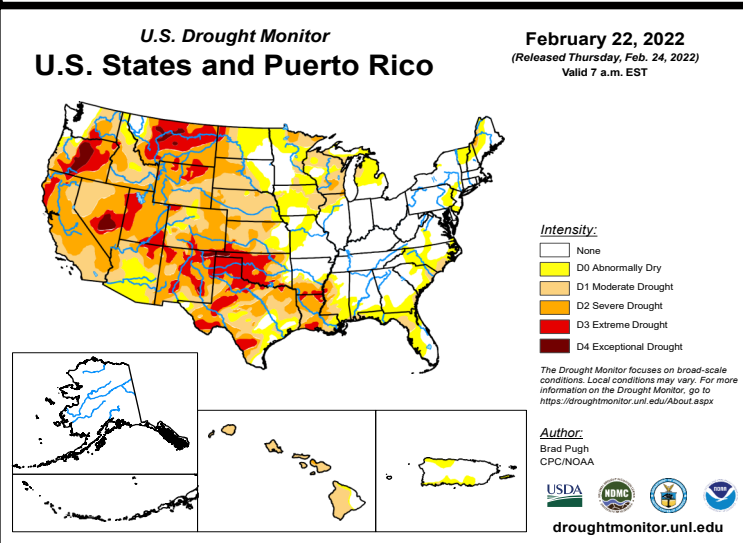 U.S. Drought Monitor
U.S. States and Puerto Rico
February 22, 2022
(Released Thursday, Feb. 24, 2022)
Valid 7 a.m. EST
Intensity:
None
D0 Abnormally Dry
D1 Moderate Drought
D2 Severe Drought
D3 Extreme Drought
D4 Exceptional Drought
The Drought Monitor focuses on broad-scale
conditions. Local conditions may vary. For more
information on the Drought Monitor, go to
https://droughtmonitor.unl.edu/About.aspx
Author:
Brad Pugh
CPC/NOAA
USDA
NDMC
NOAA
droughtmonitor.unl.edu